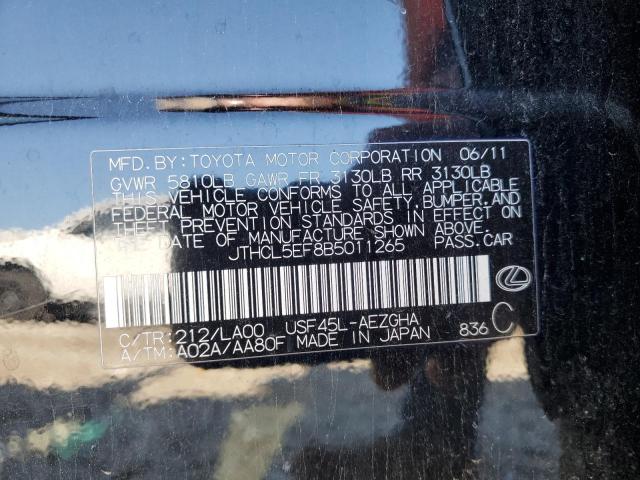 MFD.BY:TOYOTA MOTOR CORPORATION 06/11
GVWR 5810LB GAWR FR 3130LB RR 3130LB
THIS VEHICLE CONFORMS TO ALL APPLICABLE
FEDERAL MOTOR VEHICLE SAFETY,BUMPER,AND
THEFT PREVENTION STANDARDS IN EFFECT ON
THE DATE OF MANUFACTURE SHOWN ABOVE.
JTHCL5EF8B5011265 PASS.CAR
C/TR:212/LA00 USF45L-AEZGHA
A/TM:A02A/AA80F MADE IN JAPAN 836 C